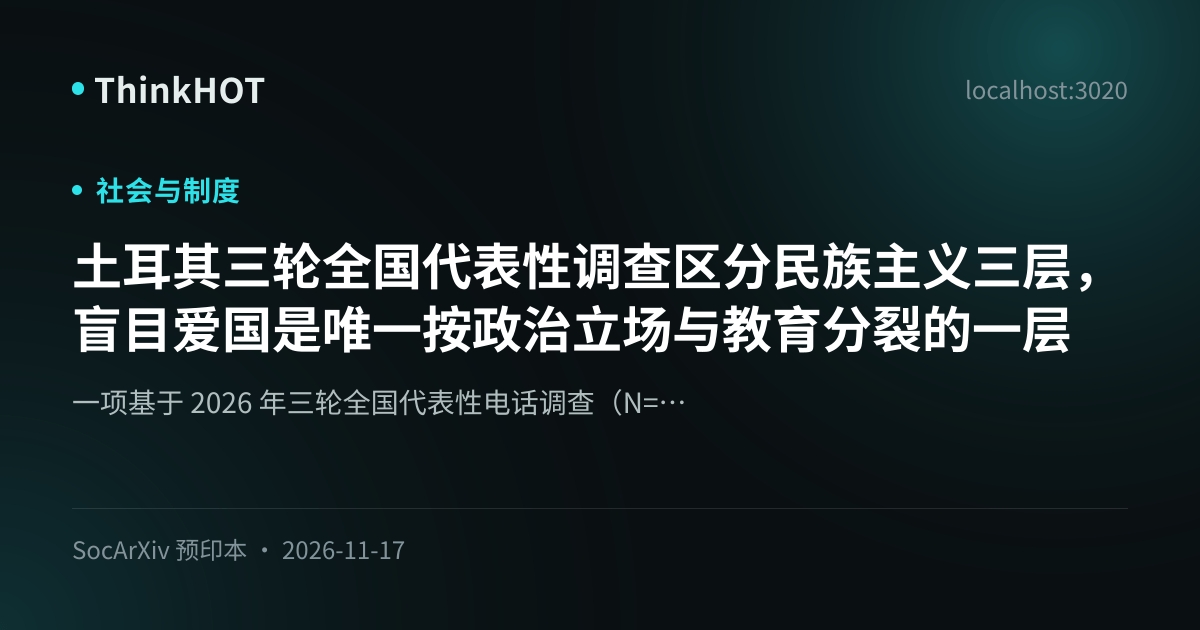 ThinkHOT
localhost:3020
社会与制度
土耳其三轮全国代表性调查区分民族主义三层，
盲目爱国是唯一按政治立场与教育分裂的一层
一项基于 2026 年三轮全国代表性电话调查（N=…
SocArXiv 预印本 · 2026-11-17